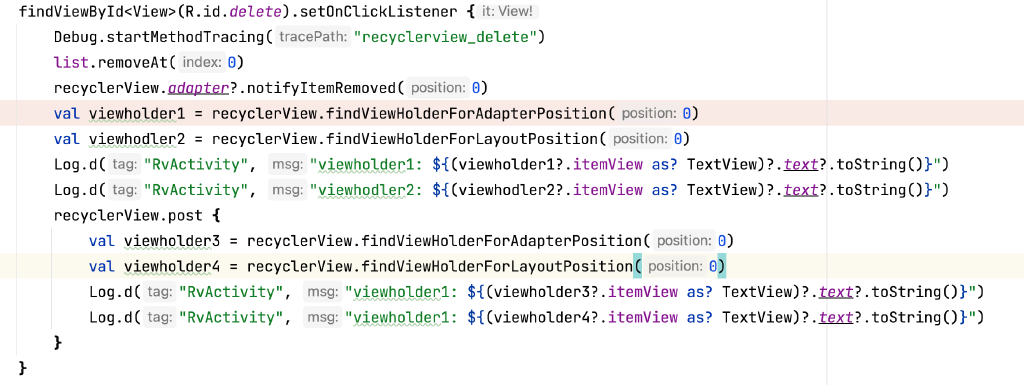 findViewById<View>(R.id.delete).setOnClickListener { it: View!
    Debug.startMethodTracing( tracePath: "recyclerview_delete")
    list.removeAt( index: 0)
    recyclerView.adapter?.notifyItemRemoved( position: 0)
    val viewholder1 = recyclerView.findViewHolderForAdapterPosition( position: 0)
    val viewhodler2 = recyclerView.findViewHolderForLayoutPosition( position: 0)
    Log.d( tag: "RvActivity",  msg: "viewholder1: ${(viewholder1?.itemView as? TextView)?.text?.toString()}")
    Log.d( tag: "RvActivity",  msg: "viewhodler2: ${(viewhodler2?.itemView as? TextView)?.text?.toString()}")
    recyclerView.post {
        val viewholder3 = recyclerView.findViewHolderForAdapterPosition( position: 0)
        val viewholder4 = recyclerView.findViewHolderForLayoutPosition( position: 0)
        Log.d( tag: "RvActivity",  msg: "viewholder1: ${(viewholder3?.itemView as? TextView)?.text?.toString()}")
        Log.d( tag: "RvActivity",  msg: "viewholder1: ${(viewholder4?.itemView as? TextView)?.text?.toString()}")
    }
}